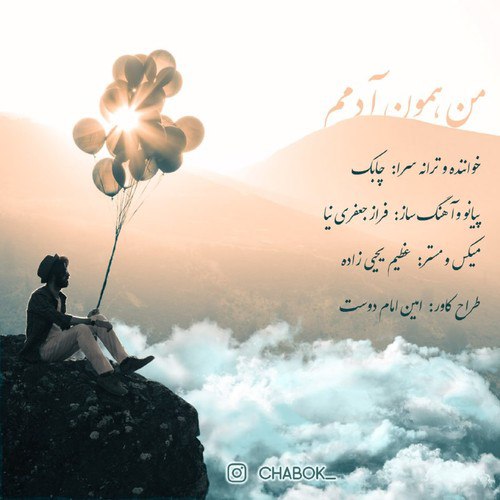 من همون آدمم
خواننده و ترانه سرا: چابک
پیانو و آهنگ ساز: فراز جعفری نیا
میکس و مستر: عظیم یحیی زاده
طراح کاور: امین امام دوست
CHABOK_